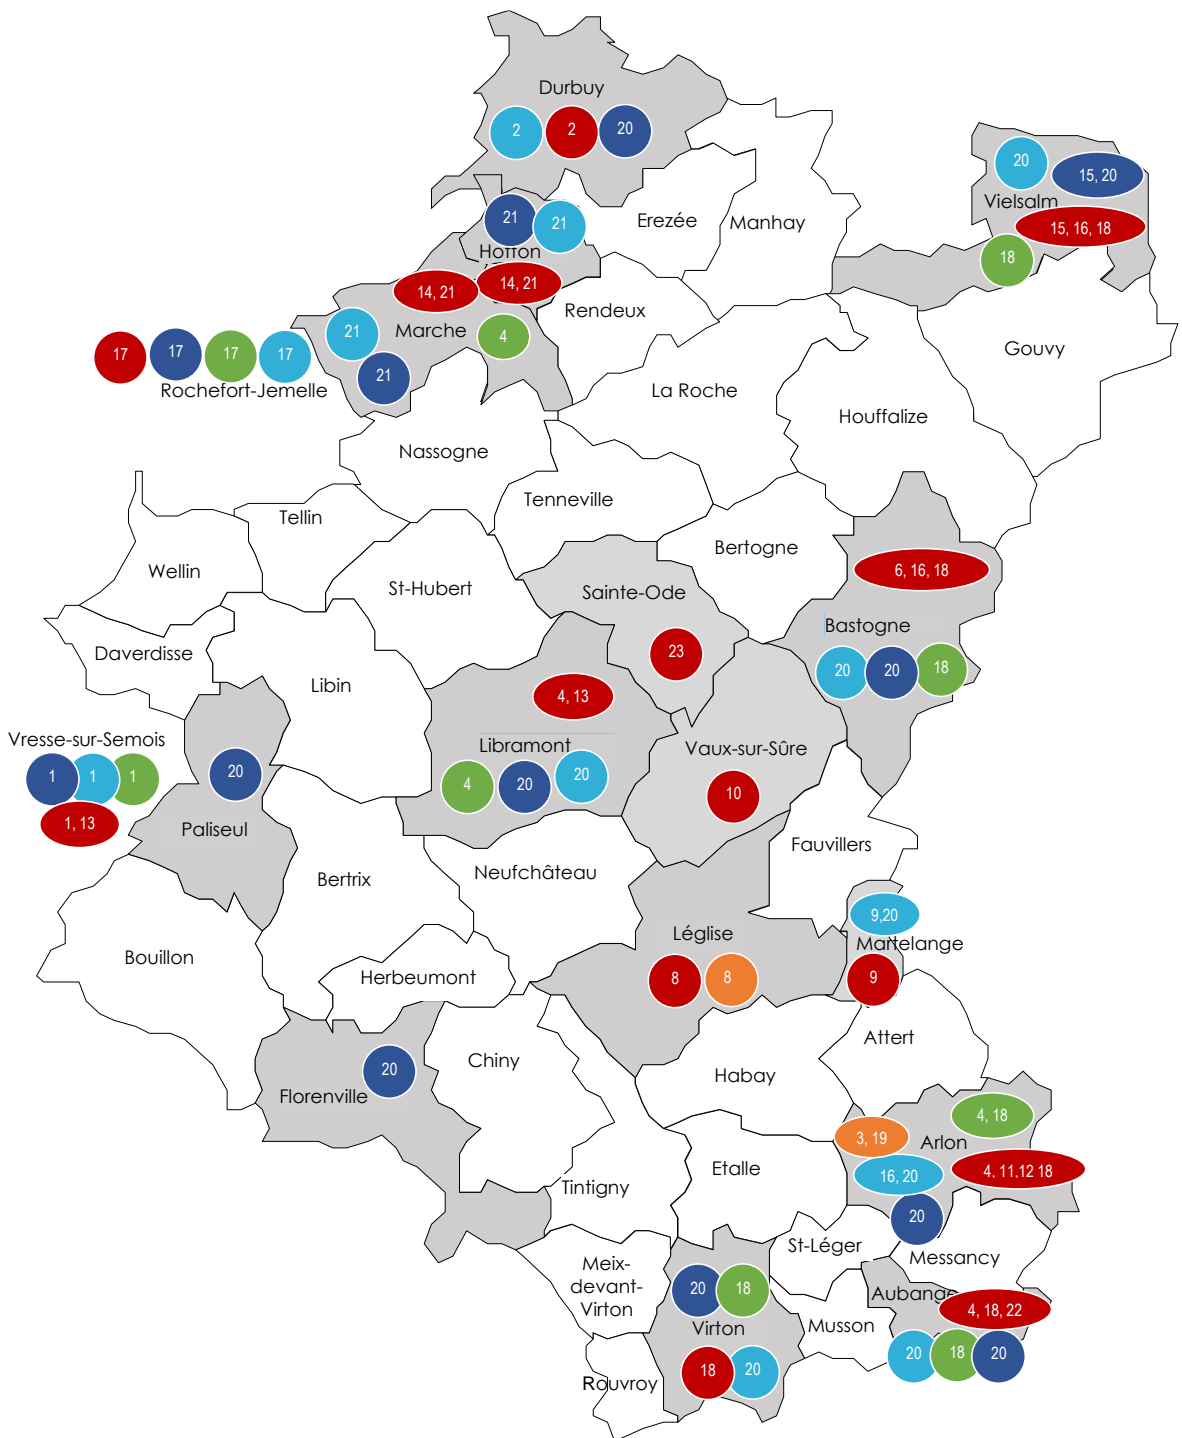 Durbuy
2
2
20
20
15, 20
Vielsalm
15, 16, 18
18
21
21
Hotton
Erezée
Manhay
14, 21
14, 21
Rendeux
21
Marche
4
21
17
17
17
17
Rochefort-Jemelle
Gouvy
La Roche
Houffalize
Nassogne
Tenneville
Tellin
Bertogne
Wellin
St-Hubert
Sainte-Ode
6, 16, 18
Bastogne
20
20
18
23
Daverdisse
Libin
4, 13
Libramont
4
20
20
Vaux-sur-Sûre
10
Vresse-sur-Semois
1
1
1
1, 13
20
Paliseul
Fauvillers
Bertrix
Neufchâteau
9,20
Martelange
9
Léglise
8
8
Bouillon
Herbeumont
Attert
Chiny
Habay
20
Florenville
4, 18
3, 19
Arlon
16, 20
4, 11,12 18
20
Etalle
Tintigny
St-Léger
Messancy
Meix-
devant-
Virton
20
18
Virton
18
20
Musson
Aubange
4, 18, 22
20
18
20
Rouvroy